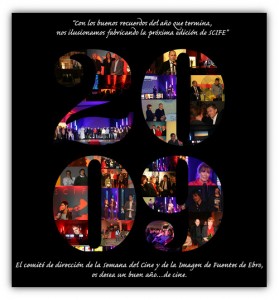 "Con los buenos recuerdos del año que termina,
nos ilusionamos fabricando la próxima edición de SCIFE"
2009
El comité de dirección de la Semana del Cine y de la Imagen de Fuentes de Ebro,
os desea un buen año...de cine.